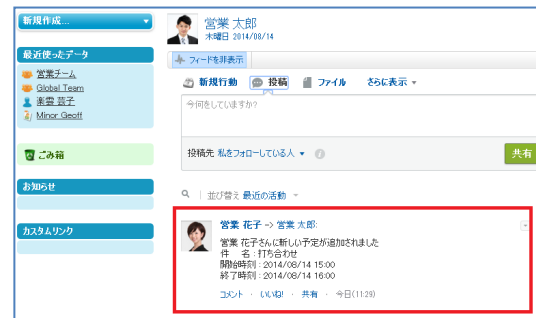 新規作成...
最近使ったデータ
営業チーム
Global Team
楽雲 芸子
Minor Geoff
ごみ箱
お知らせ
カスタムリンク
営業 太郎
木曜日 2014/08/14
フィードを非表示
新規行動 投稿 ファイル さらに表示
何をしていますか?
投稿先 私をフォローしている人
共有
並び替え 最近の活動
営業 花子 -> 営業 太郎:
営業 花子さんに新しい予定が追加されました
件 名 : 打ち合わせ
開始時刻 : 2014/08/14 15:00
終了時刻 : 2014/08/14 16:00
コメント · いいね! · 共有 · 今日(11:29)